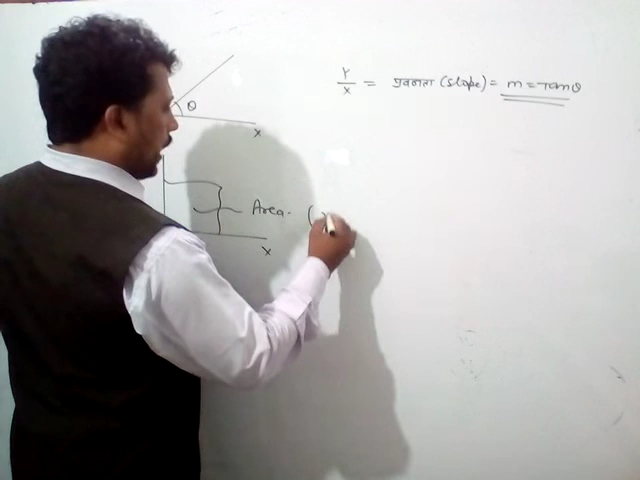 Y/X = प्रवणता (slope) = m = Tanθ
θ
x
Area. (
x